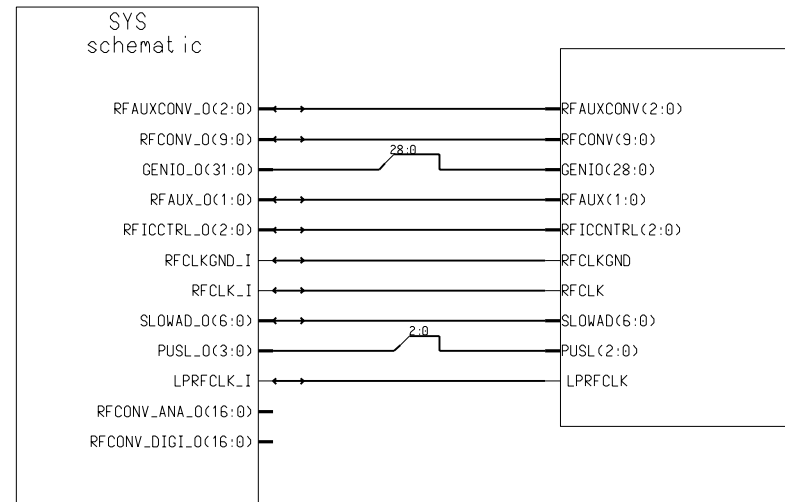 SYS
schematic
RFAUXCONV_O(2:0) RFAUXCONV(2:0)
RFCONV_O(9:0) RFCONV(9:0)
28:0
GENIO_O(31:0) GENIO(28:0)
RFAUX_O(1:0) RFAUX(1:0)
RFICCTRL_O(2:0) RFICCNTRL(2:0)
RFCLKGND_I RFCLKGND
RFCLK_I RFCLK
SLOWAD_O(6:0) SLOWAD(6:0)
2:0
PUSL_O(3:0) PUSL(2:0)
LPRFCLK_I LPRFCLK
RFCONV_ANA_O(16:0)
RFCONV_DIGI_O(16:0)